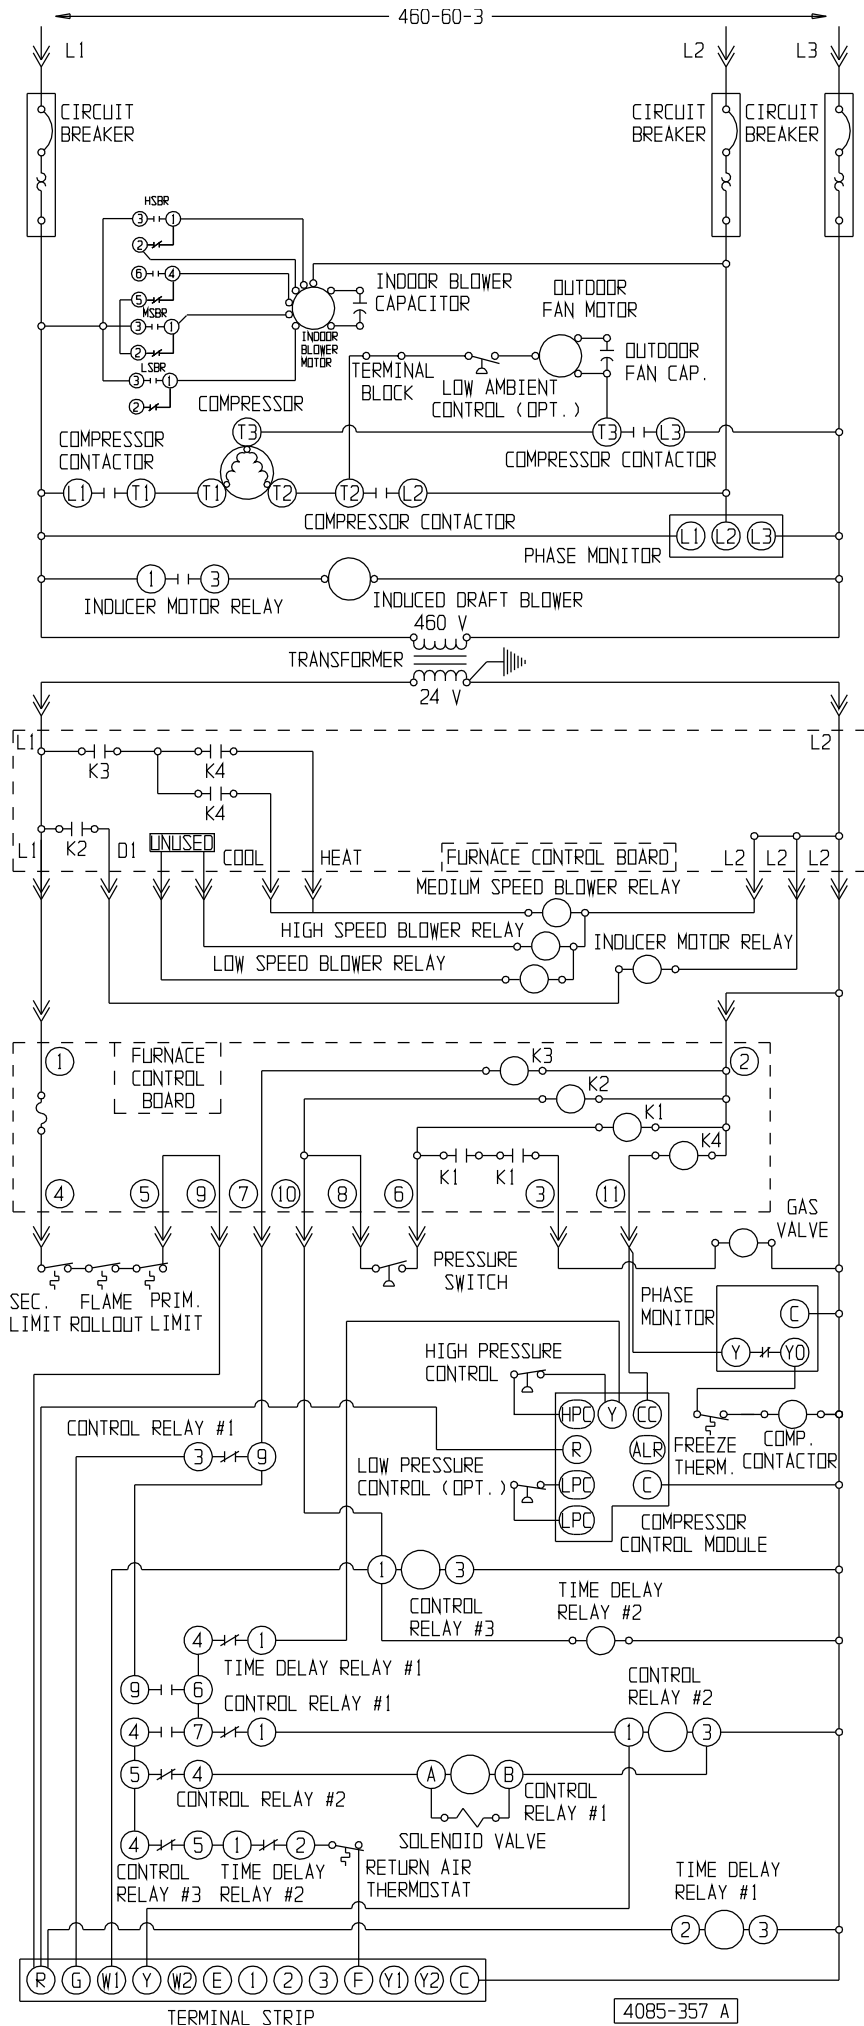 460-60-3
L1
L2
L3
CIRCUIT
BREAKER
CIRCUIT
BREAKER
CIRCUIT
BREAKER
HSBR
3 1
2
6 4
5
MSBR
3 1
2
LSBR
3 1
2
INDOOR BLOWER
CAPACITOR
INDOOR
BLOWER
MOTOR
OUTDOOR
FAN MOTOR
OUTDOOR
FAN CAP.
TERMINAL
BLOCK
LOW AMBIENT
CONTROL (OPT.)
COMPRESSOR
T3
T3 L3
COMPRESSOR CONTACTOR
COMPRESSOR
CONTACTOR
L1 T1 T1 T2 T2 L2
COMPRESSOR CONTACTOR
L1 L2 L3
PHASE MONITOR
1 3
INDUCER MOTOR RELAY
INDUCED DRAFT BLOWER
460 V
TRANSFORMER
24 V
L1
L2
K3
K4
K4
K2
L1
D1
UNUSED
COOL
HEAT
FURNACE CONTROL BOARD
L2
L2
L2
MEDIUM SPEED BLOWER RELAY
HIGH SPEED BLOWER RELAY
INDUCER MOTOR RELAY
LOW SPEED BLOWER RELAY
1
FURNACE
CONTROL
BOARD
K3
2
K2
K1
K4
K1
K1
4 5 9 7 10 8 6 3 11
GAS
VALVE
PRESSURE
SWITCH
SEC.
LIMIT
FLAME
ROLLOUT
PRIM.
LIMIT
PHASE
MONITOR
C
Y YO
HIGH PRESSURE
CONTROL
HPC Y CC
R ALR
LPC C
LPC
FREEZE
THERM.
COMP.
CONTACTOR
CONTROL RELAY #1
3 9
LOW PRESSURE
CONTROL (OPT.)
COMPRESSOR
CONTROL MODULE
1 3
CONTROL
RELAY #3
TIME DELAY
RELAY #2
4 1
TIME DELAY RELAY #1
9 6
CONTROL RELAY #1
CONTROL
RELAY #2
4 7 1
1 3
5 4
CONTROL RELAY #2
A B
CONTROL
RELAY #1
SOLENOID VALVE
4 5 1 2
CONTROL
RELAY #3
TIME DELAY
RELAY #2
RETURN AIR
THERMOSTAT
TIME DELAY
RELAY #1
2 3
R G W1 Y W2 E 1 2 3 F Y1 Y2 C
TERMINAL STRIP
4085-357 A